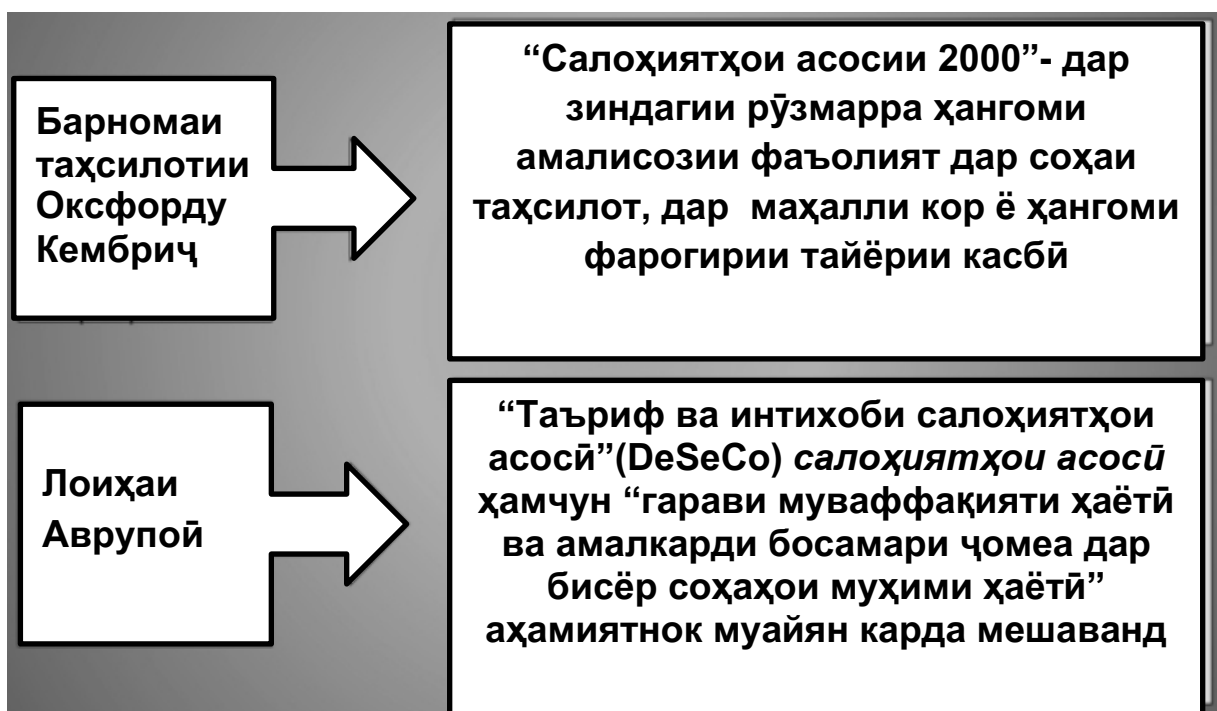 Барномаи
таҳсилотии
Оксфорду
Кембриҷ
“Салоҳиятҳои асосии 2000”- дар
зиндагии рӯзмарра ҳангоми
амалисозии фаъолият дар соҳаи
таҳсилот, дар маҳалли кор ё ҳангоми
фарогирии тайёрии касбӣ
Лоиҳаи
Аврупоӣ
“Таъриф ва интихоби салоҳиятҳои
асосӣ”(DeSeCo) салоҳиятҳои асосӣ
ҳамчун “гарави муваффақияти ҳаётӣ
ва амалкарди босамари ҷомеа дар
бисёр соҳаҳои муҳими ҳаётӣ”
аҳамиятнок муайян карда мешаванд